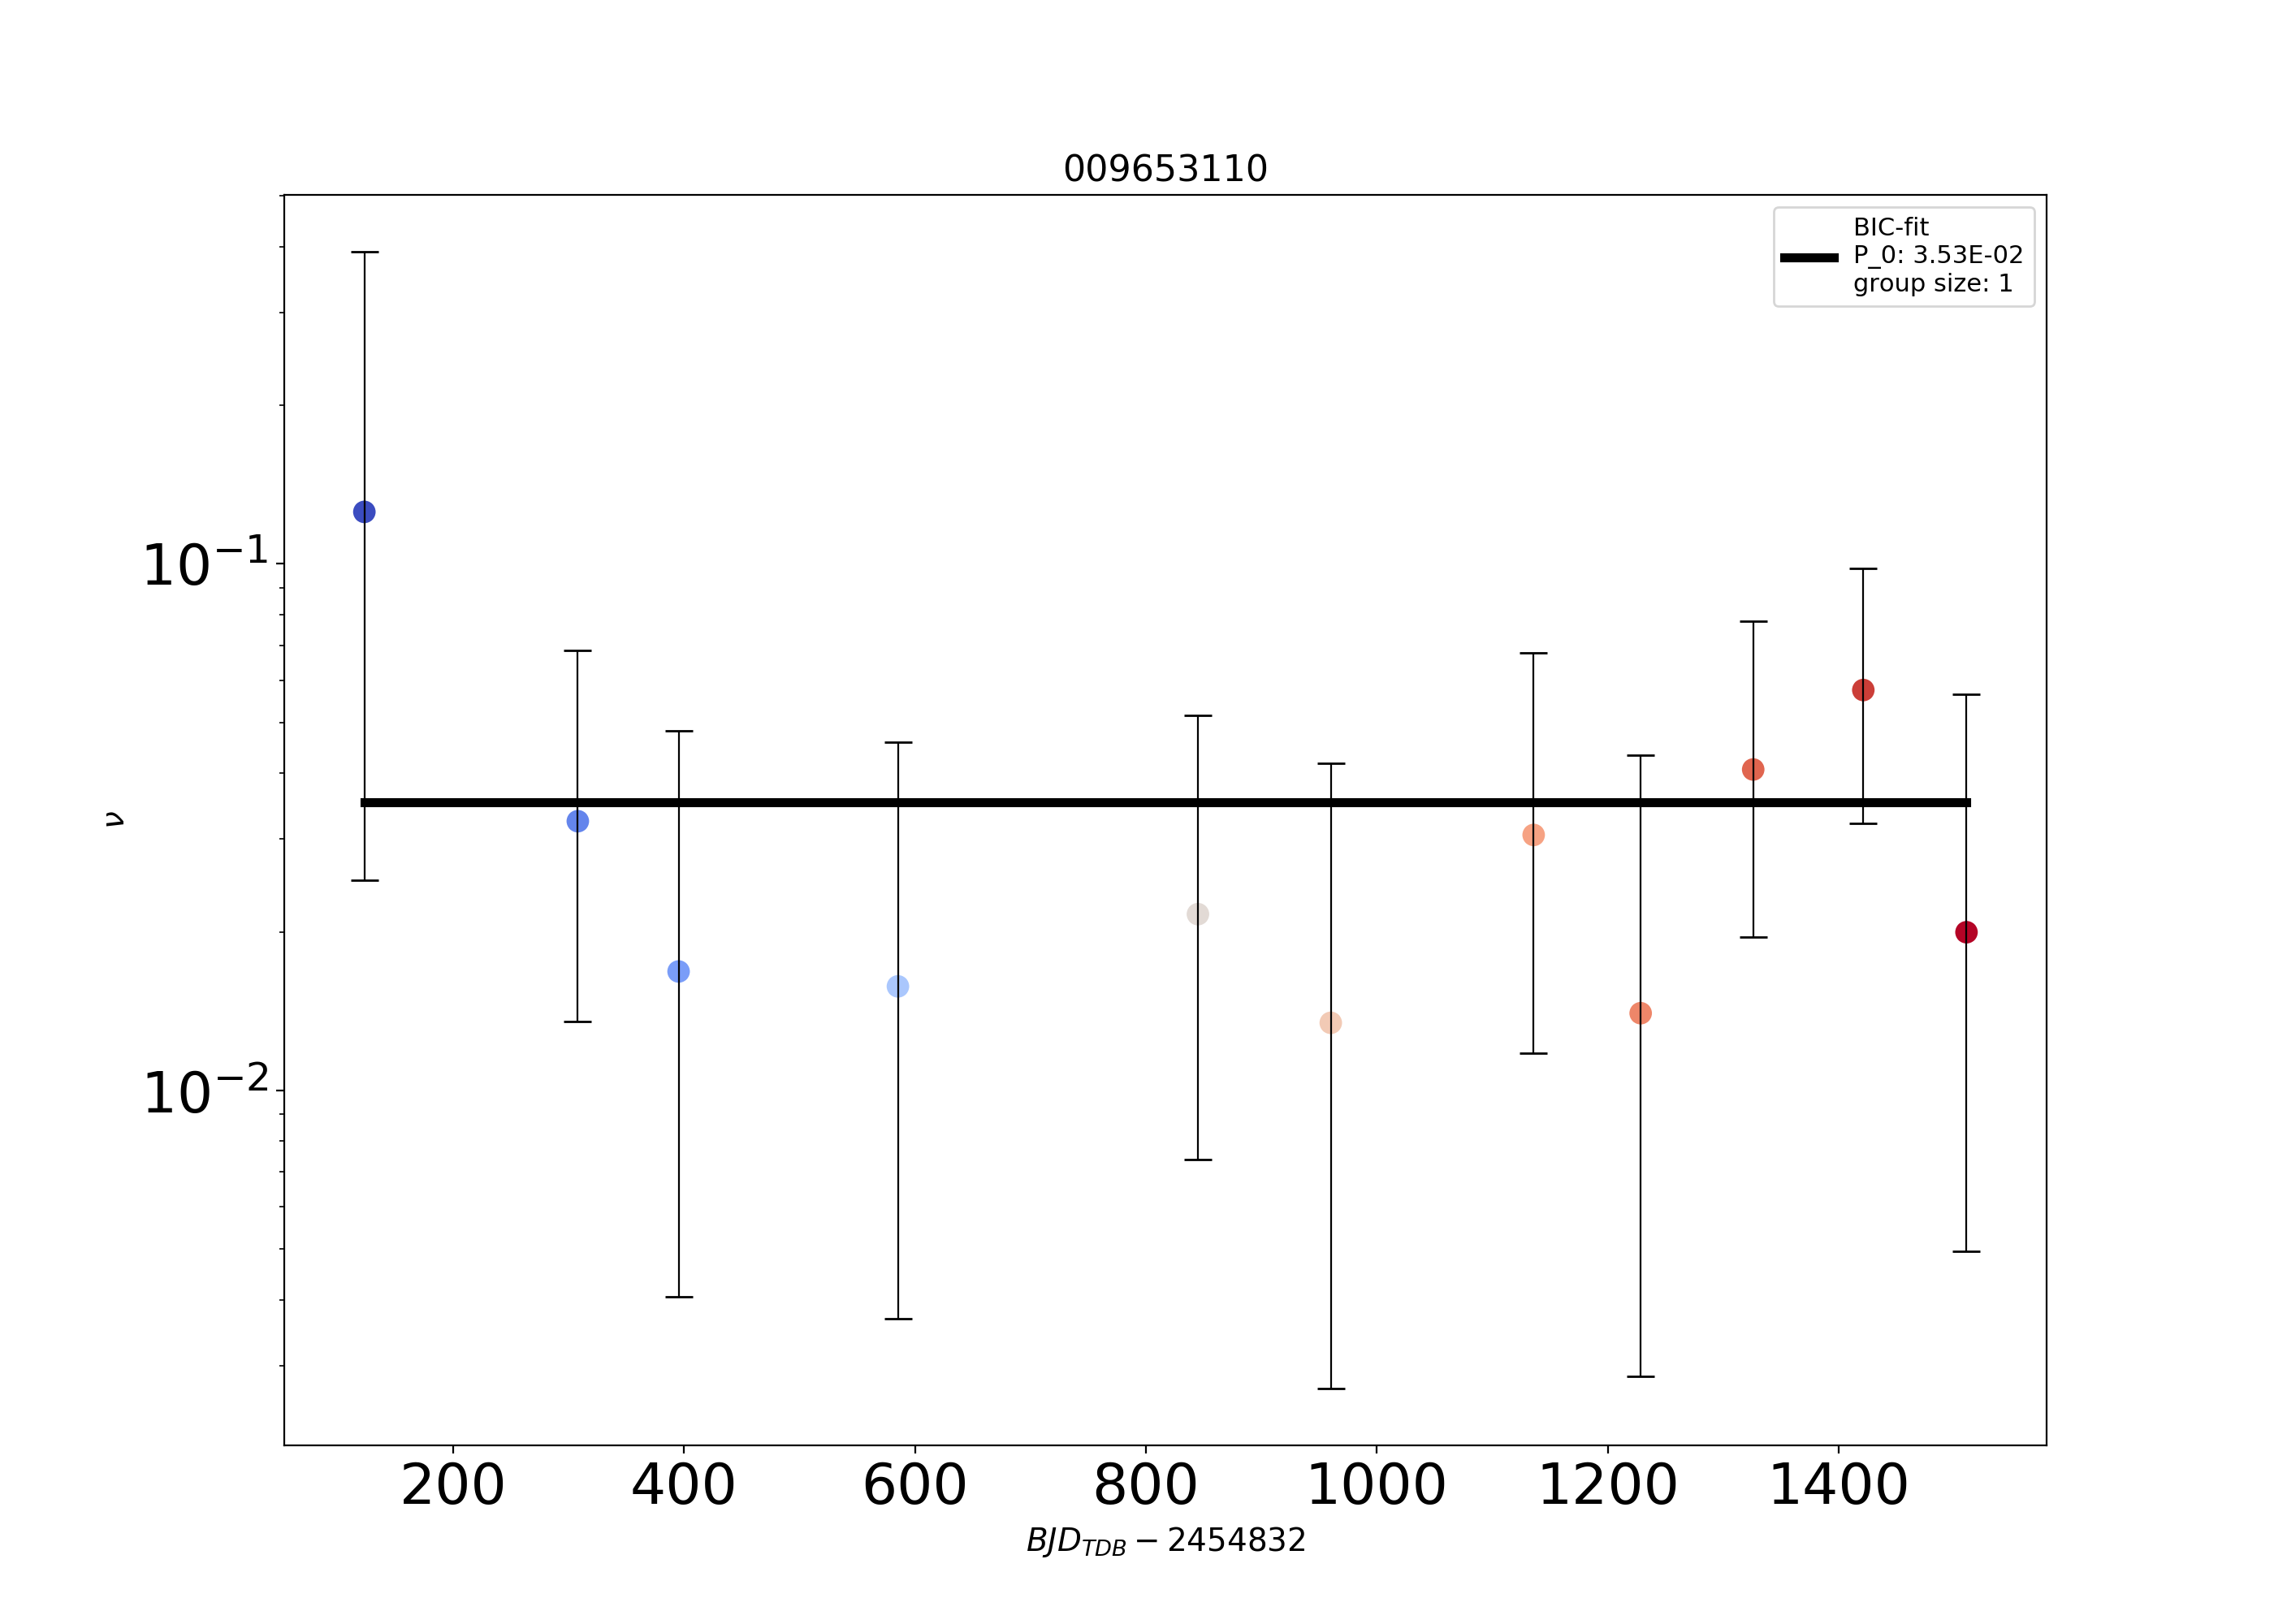 009653110
BIC-fit
P_0: 3.53E-02
group size: 1
10⁻¹
10⁻²
ν
200 400 600 800 1000 1200 1400
BJD_TDB − 2454832